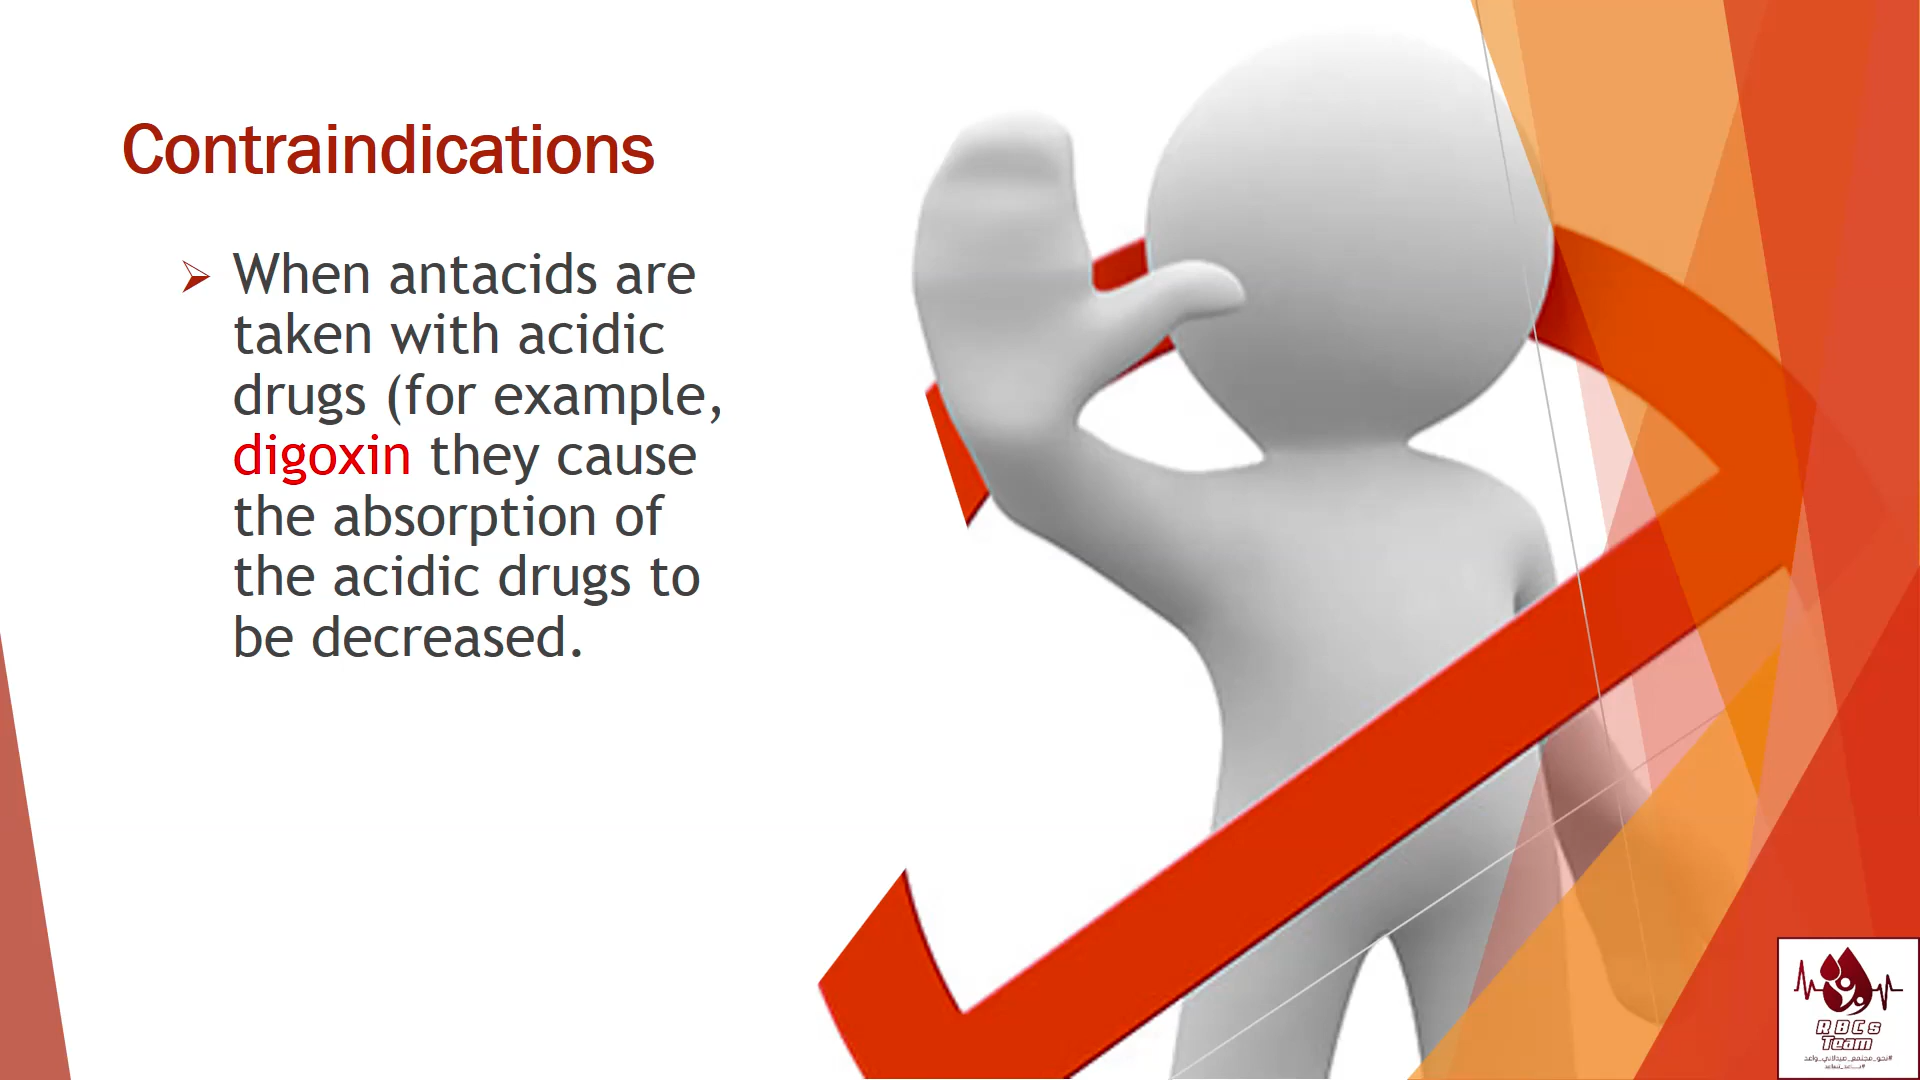 Contraindications
When antacids are
taken with acidic
drugs (for example,
digoxin they cause
the absorption of
the acidic drugs to
be decreased.
RBCs
Team
#نحو_مجتمع_صيدلاني_واعد